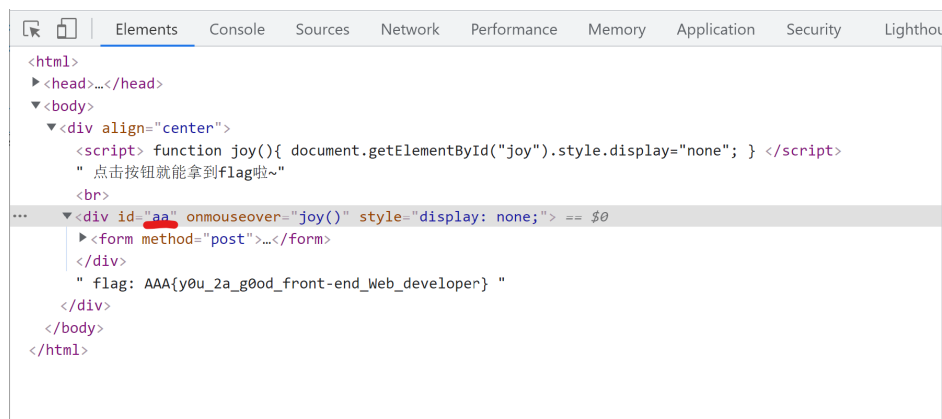 Elements Console Sources Network Performance Memory Application Security Lighthou
<html>
<head>…</head>
<body>
<div align="center">
<script> function joy(){ document.getElementById("joy").style.display="none"; } </script>
" 点击按钮就能拿到flag啦~"
<br>
<div id="aa" onmouseover="joy()" style="display: none;"> == $0
<form method="post">…</form>
</div>
" flag: AAA{y0u_2a_g0od_front-end_Web_developer} "
</div>
</body>
</html>